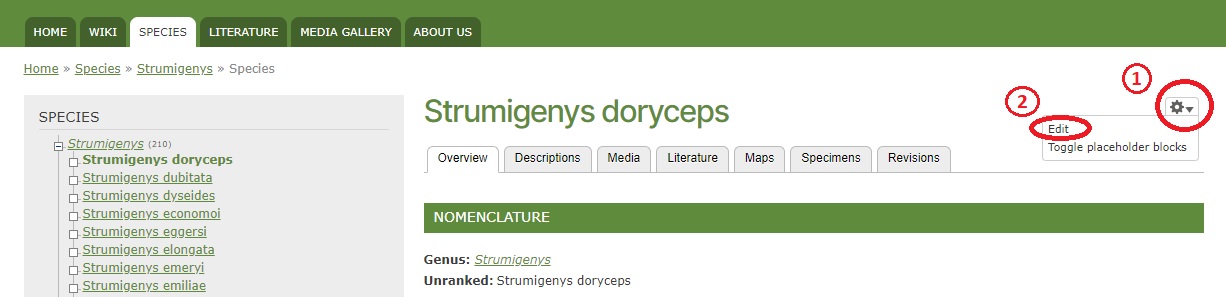 HOME WIKI SPECIES LITERATURE MEDIA GALLERY ABOUT US
Home » Species » Strumigenys » Species
1
2
SPECIES
Strumigenys (210)
Strumigenys doryceps
Strumigenys dubitata
Strumigenys dyseides
Strumigenys economoi
Strumigenys eggersi
Strumigenys elongata
Strumigenys emeryi
Strumigenys emiliae
Strumigenys doryceps
Edit
Toggle placeholder blocks
Overview Descriptions Media Literature Maps Specimens Revisions
NOMENCLATURE
Genus: Strumigenys
Unranked: Strumigenys doryceps